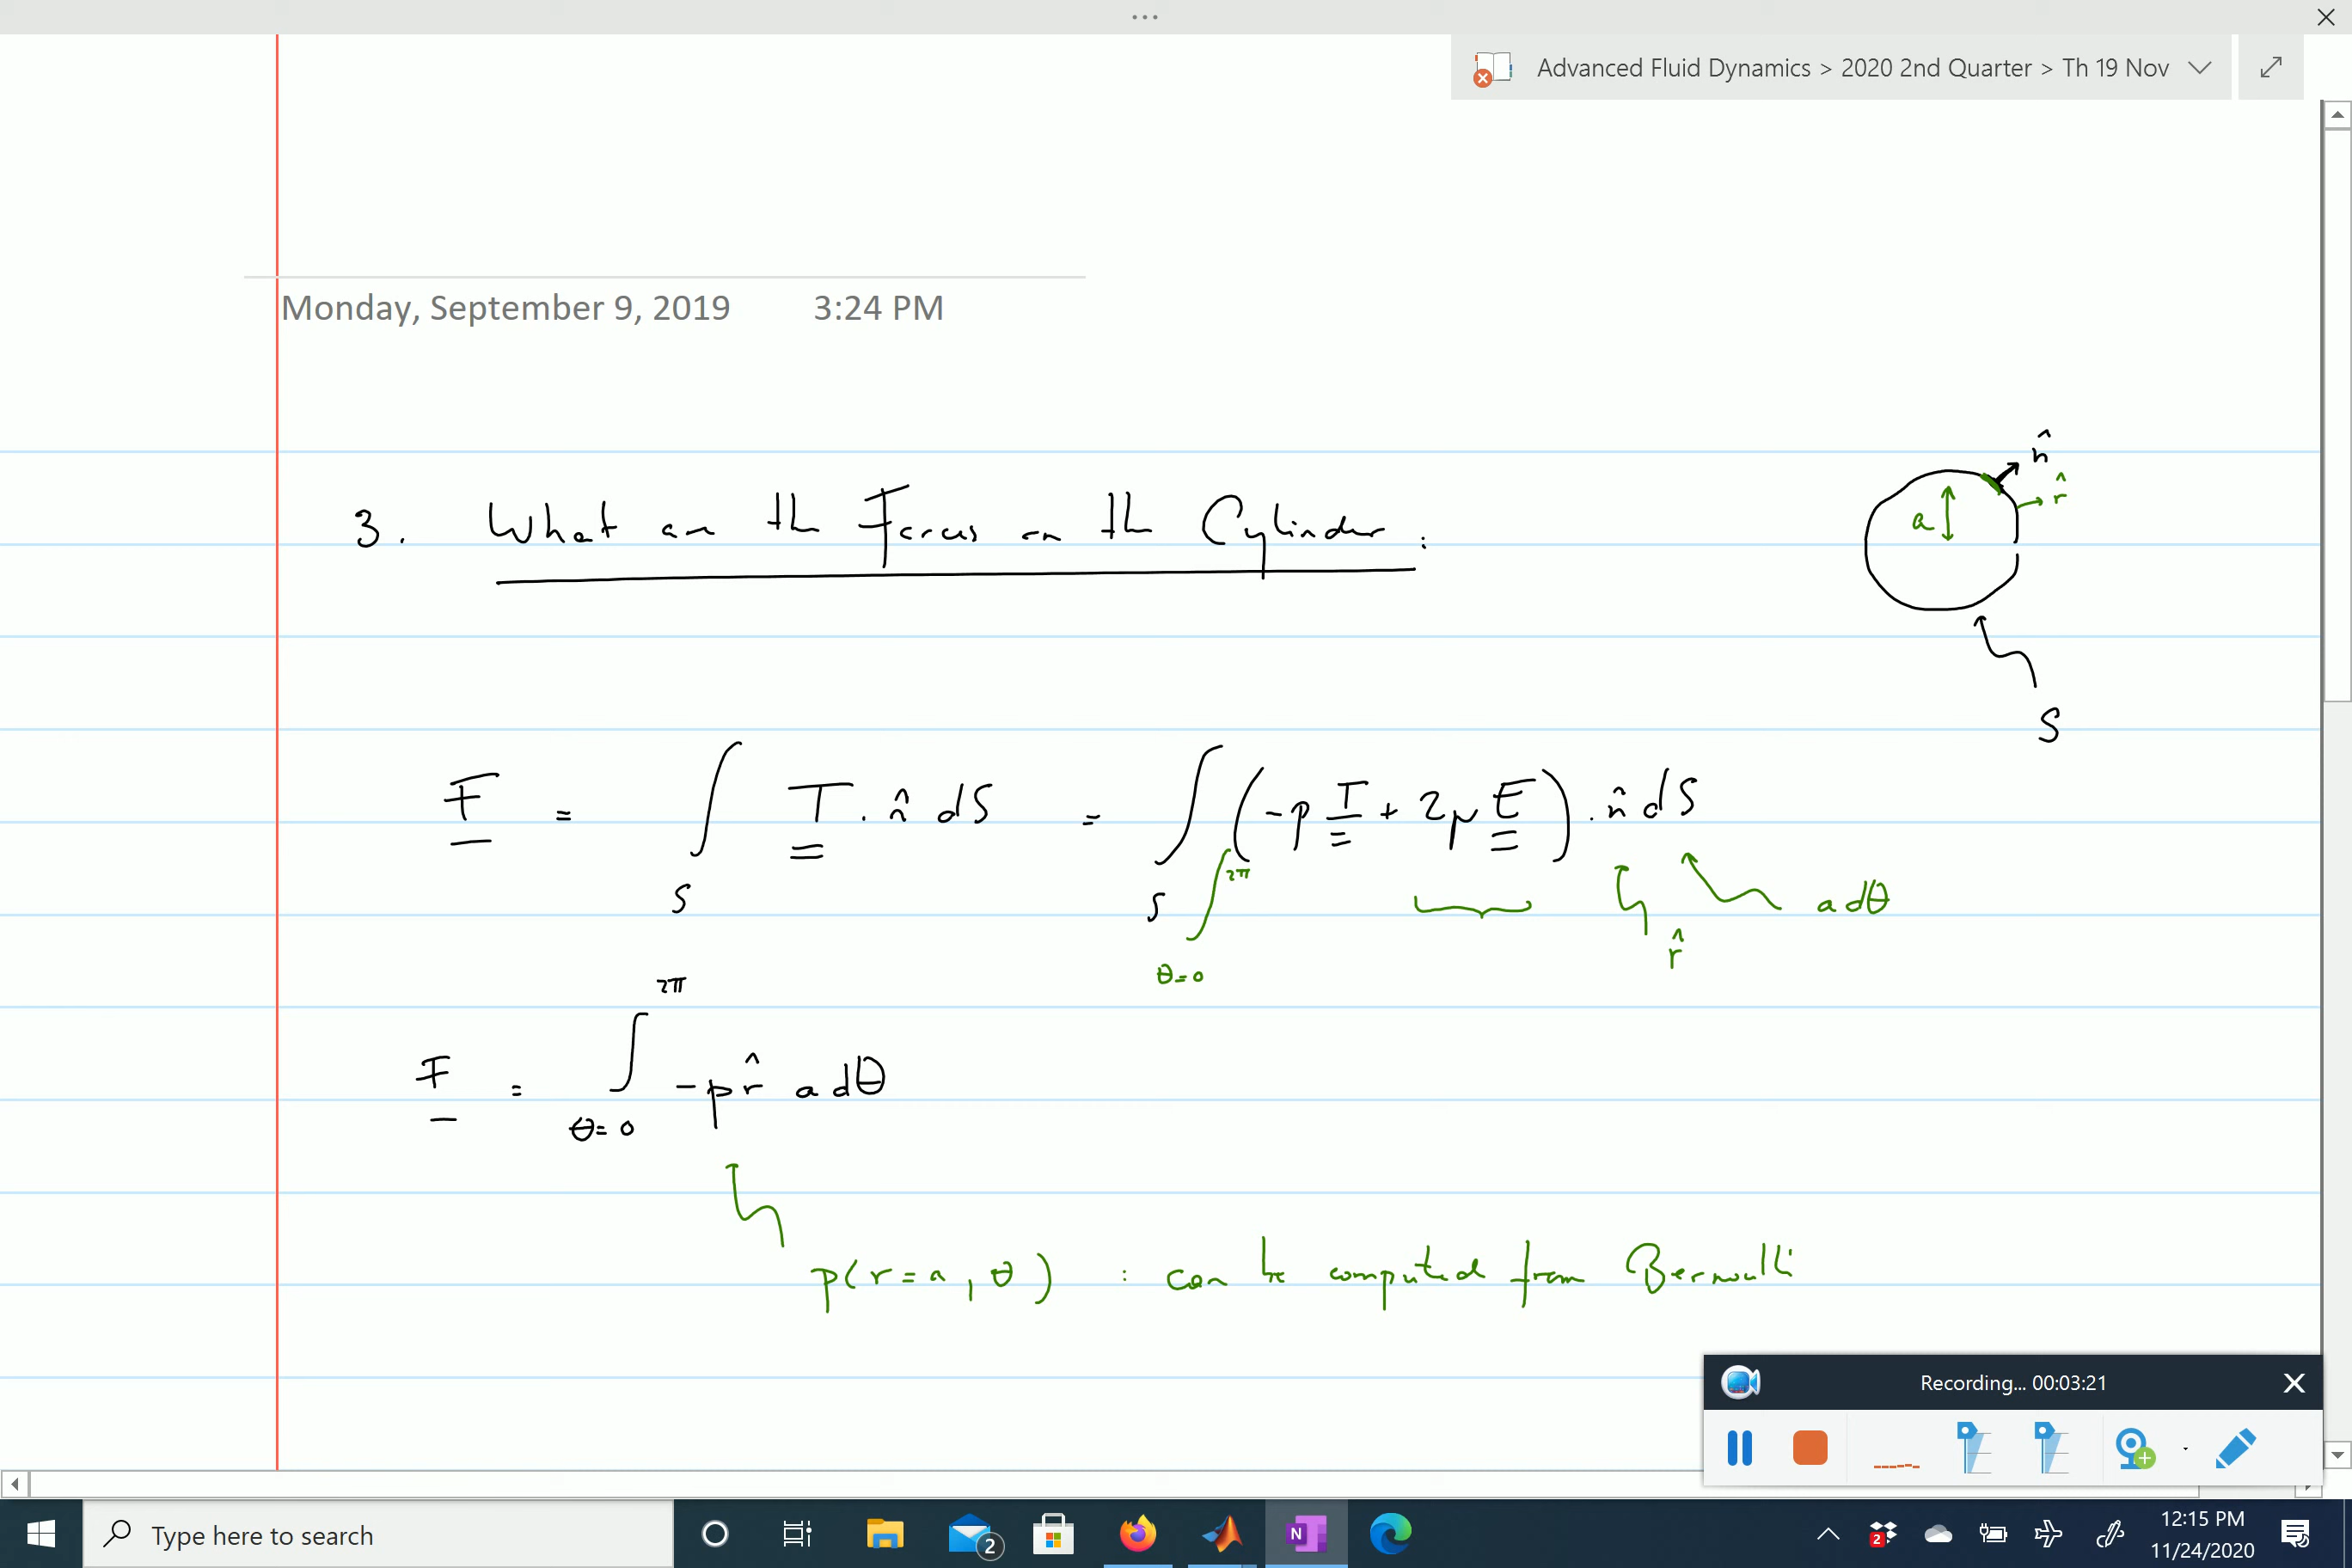 Advanced Fluid Dynamics > 2020 2nd Quarter > Th 19 Nov
Monday, September 9, 2019 3:24 PM
3. What are the Forces on the Cylinder :
n̂
r̂
a
S
F = ∫ T . n̂ dS = ∫ (-p I + 2μ E) . n̂ dS
S S ∫ 2π
θ=0
r̂
a dθ
2π
F = ∫ -p r̂ a dθ
θ=0
p(r=a, θ) : can be computed from Bernoulli
Recording... 00:03:21
Type here to search
2
N
2
12:15 PM
11/24/2020